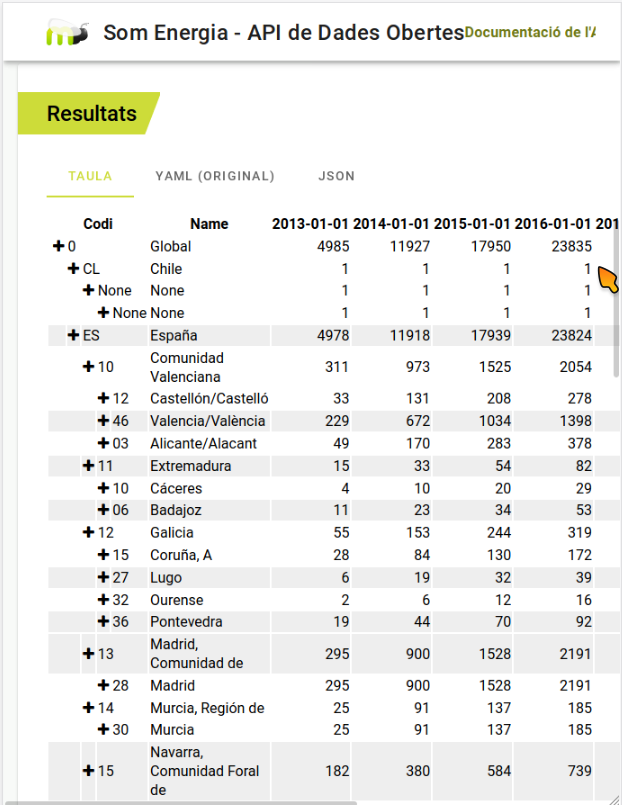 Som Energia - API de Dades Obertes Documentació de l'A
Resultats
TAULA YAML (ORIGINAL) JSON
Codi Name 2013-01-01 2014-01-01 2015-01-01 2016-01-01 201
0 Global 4985 11927 17950 23835
CL Chile 1 1 1 1
None None 1 1 1 1
None None 1 1 1 1
ES España 4978 11918 17939 23824
10 Comunidad Valenciana 311 973 1525 2054
12 Castellón/Castelló 33 131 208 278
46 Valencia/València 229 672 1034 1398
03 Alicante/Alacant 49 170 283 378
11 Extremadura 15 33 54 82
10 Cáceres 4 10 20 29
06 Badajoz 11 23 34 53
12 Galicia 55 153 244 319
15 Coruña, A 28 84 130 172
27 Lugo 6 19 32 39
32 Ourense 2 6 12 16
36 Pontevedra 19 44 70 92
13 Madrid, Comunidad de 295 900 1528 2191
28 Madrid 295 900 1528 2191
14 Murcia, Región de 25 91 137 185
30 Murcia 25 91 137 185
15 Navarra, Comunidad Foral de 182 380 584 739